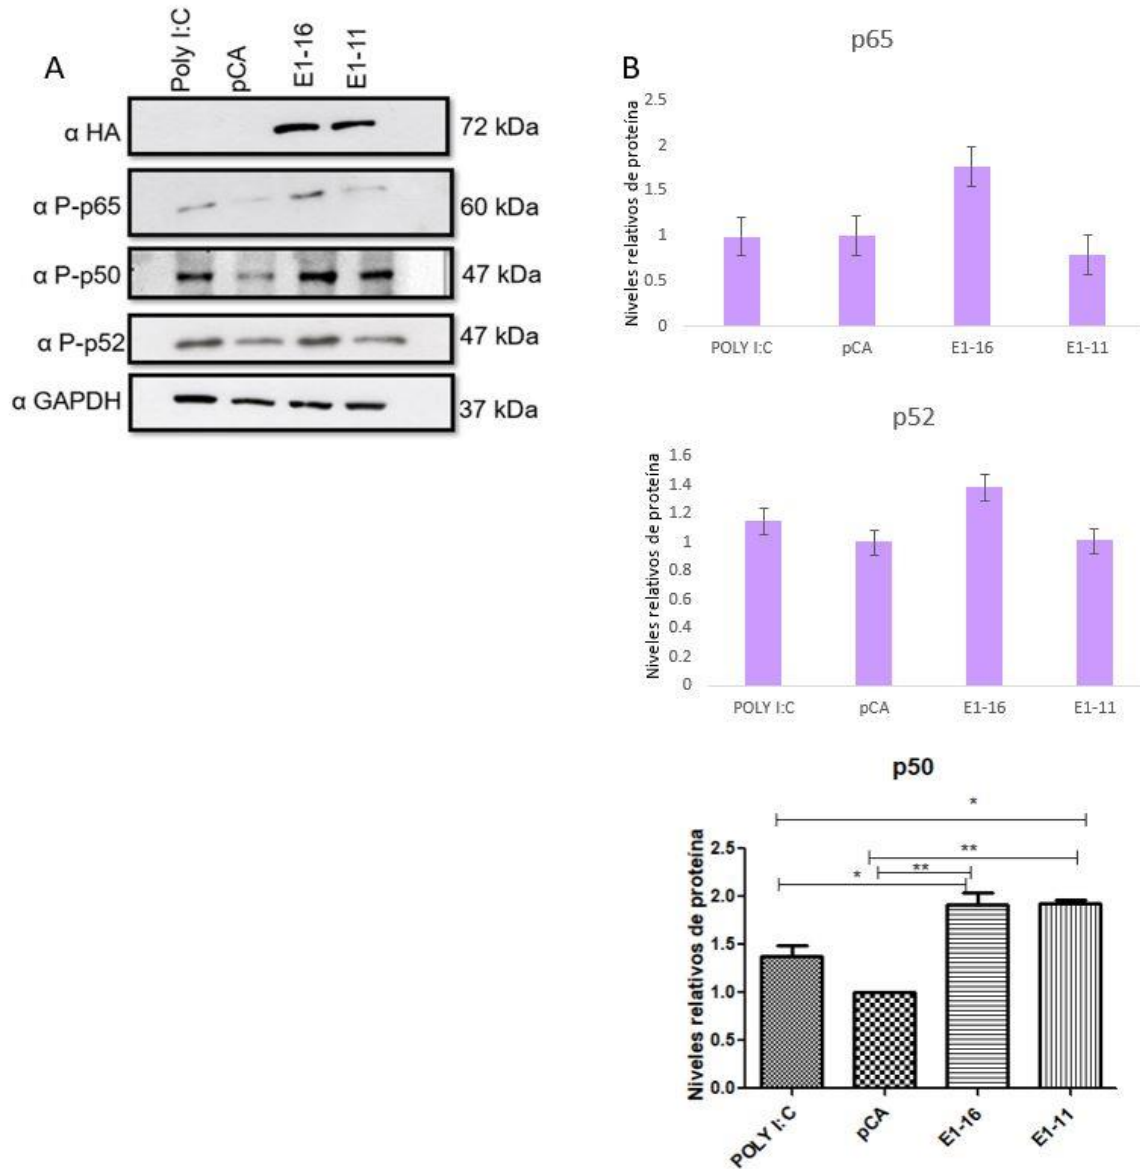 A
Poly I:C
pCA
E1-16
E1-11
α HA
72 kDa
α P-p65
60 kDa
α P-p50
47 kDa
α P-p52
47 kDa
α GAPDH
37 kDa
B
p65
Niveles relativos de proteína
2.5
2
1.5
1
0.5
0
POLY I:C
pCA
E1-16
E1-11
p52
Niveles relativos de proteína
1.6
1.4
1.2
1
0.8
0.6
0.4
0.2
0
POLY I:C
pCA
E1-16
E1-11
p50
Niveles relativos de proteína
*
**
**
*
2.5
2.0
1.5
1.0
0.5
0.0
POLY I:C
pCA
E1-16
E1-11